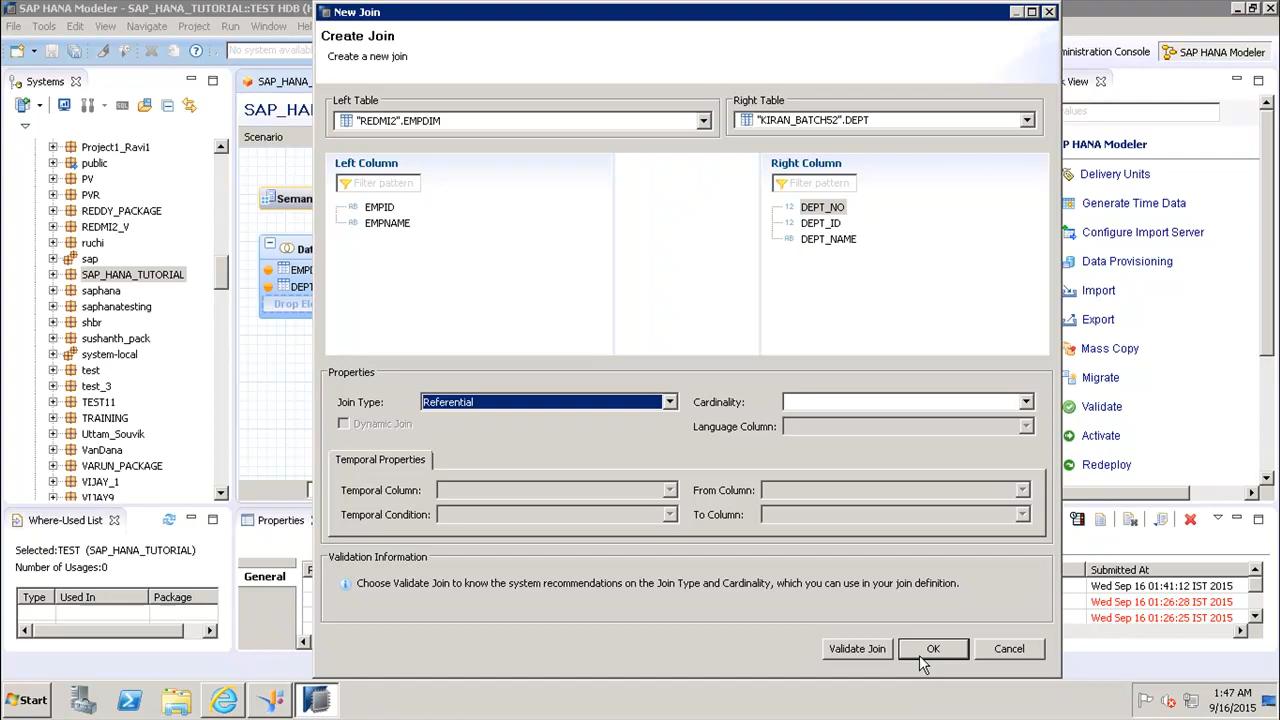 SAP HANA Modeler - SAP_HANA_TUTORIAL::TEST HDB
New Join
File Edit View Navigate Project Run Window
Create Join
Create a new join
No system availab
Administration Console
SAP HANA Modeler
Systems
SAP_HANA_
View
Left Table
"REDMI2".EMPDIM
Right Table
"KIRAN_BATCH52".DEPT
SAP_HA
Scenario
Left Column
Filter pattern
EMPID
EMPNAME
Right Column
Filter pattern
DEPT_NO
DEPT_ID
DEPT_NAME
Project1_Ravi1
public
PV
PVR
REDDY_PACKAGE
REDMI2_V
ruchi
sap
SAP_HANA_TUTORIAL
saphana
saphanatesting
shbr
sushanth_pack
system-local
test
test_3
TEST11
TRAINING
Uttam_Souvik
VanDana
VARUN_PACKAGE
VIJAY_1
VIJAY9
Seman
Dat
EMPD
DEPT
Drop Ele
HANA Modeler
Delivery Units
Generate Time Data
Configure Import Server
Data Provisioning
Import
Export
Mass Copy
Migrate
Validate
Activate
Redeploy
Properties
Join Type: Referential
Cardinality:
Dynamic Join
Language Column:
Temporal Properties
Temporal Column:
From Column:
Temporal Condition:
To Column:
Validation Information
Choose Validate Join to know the system recommendations on the Join Type and Cardinality, which you can use in your join definition.
Validate Join
OK
Cancel
Where-Used List
Selected:TEST (SAP_HANA_TUTORIAL)
Number of Usages:0
Type Used In Package
Properties
General
Submitted At
Wed Sep 16 01:41:12 IST 2015
Wed Sep 16 01:26:28 IST 2015
Wed Sep 16 01:26:25 IST 2015
Start
1:47 AM
9/16/2015